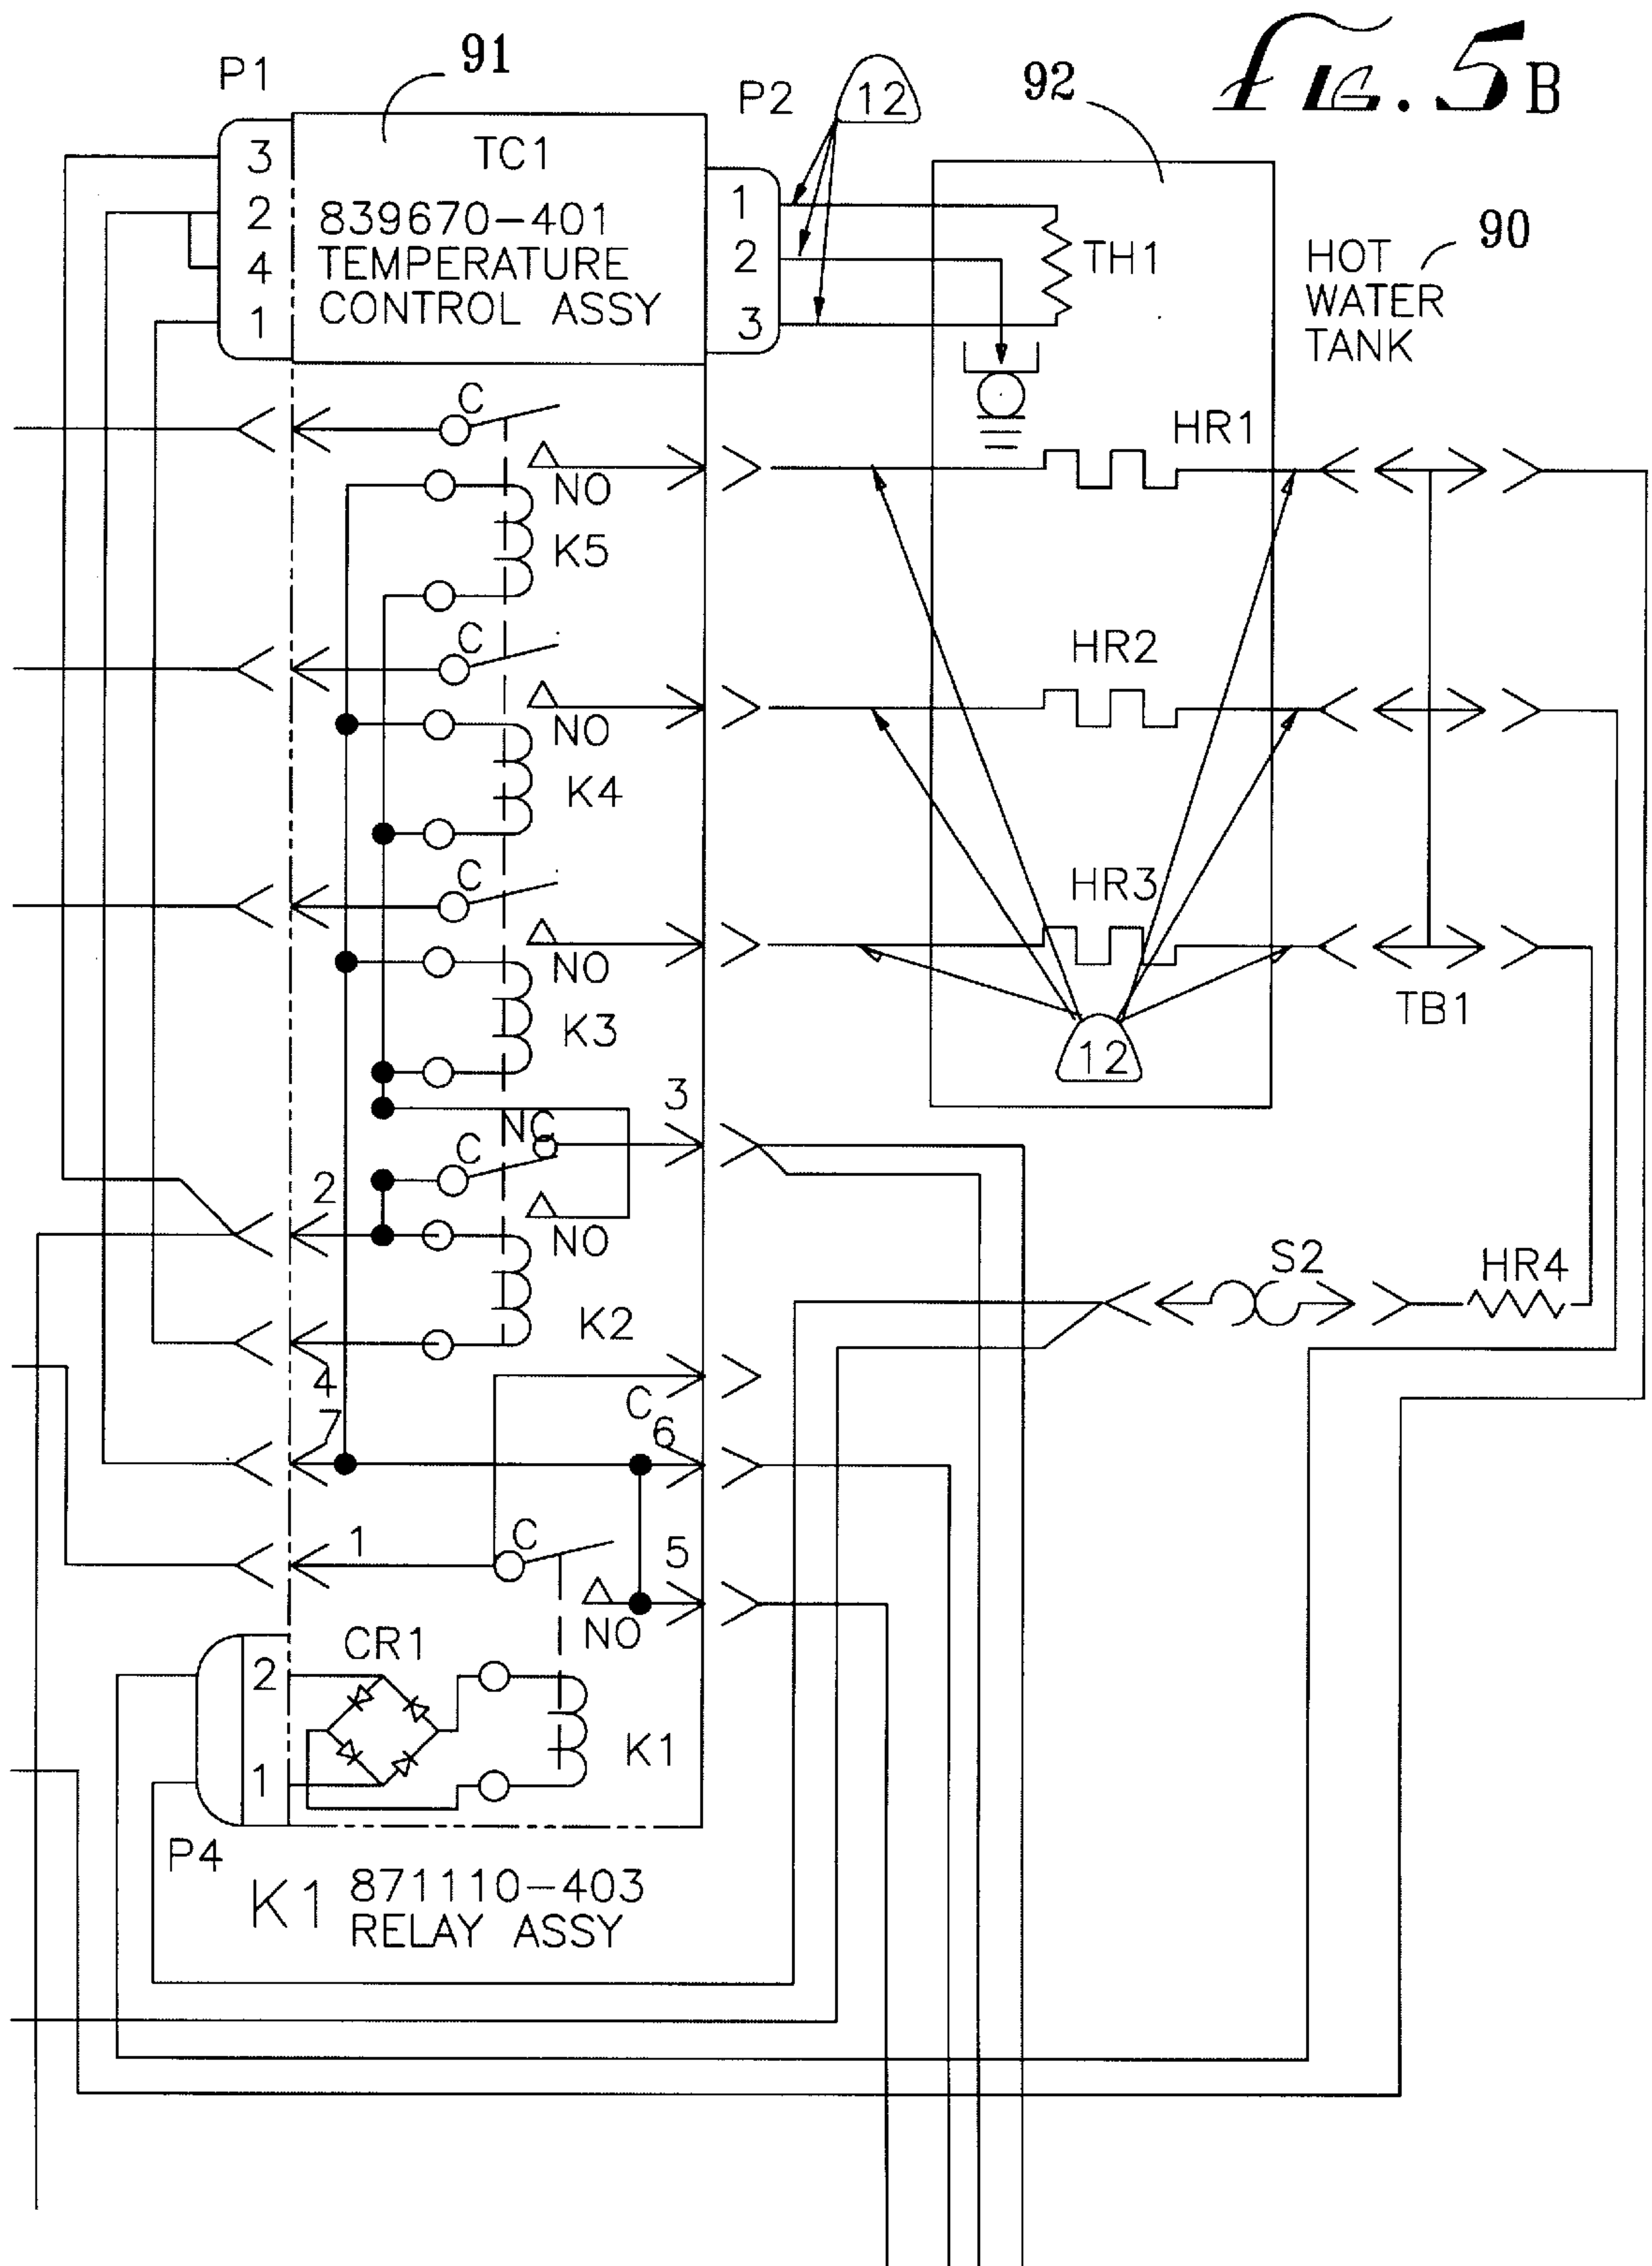 fig. 5B
P1
91
P2
12
92
3
2
4
1
TC1
839670-401
TEMPERATURE
CONTROL ASSY
1
2
3
TH1
HOT
WATER
TANK
90
C
NO
K5
HR1
C
NO
K4
HR2
C
NO
K3
HR3
12
TB1
3
NC
C
2
NO
K2
4
S2
HR4
7
C
6
1
C
5
NO
CR1
2
1
K1
P4
K1
871110-403
RELAY ASSY